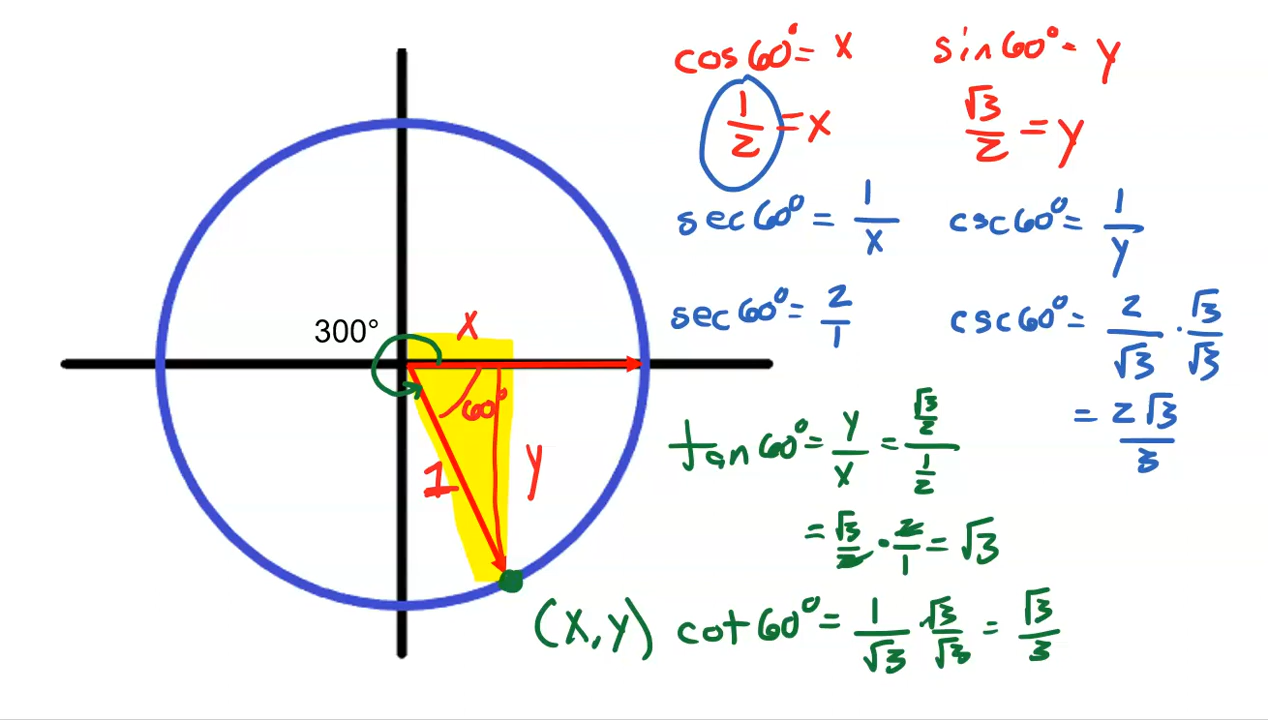 cos 60° = x
sin 60° = y
1/2 = x
√3/2 = y
sec 60° = 1/x
csc 60° = 1/y
sec 60° = 2/1
csc 60° = 2/√3 · √3/√3
= 2√3/3
300°
x
60°
1
y
tan 60° = y/x = (√3/2)/(1/2)
= √3/2 · 2/1 = √3
(x, y)
cot 60° = 1/√3 · √3/√3 = √3/3